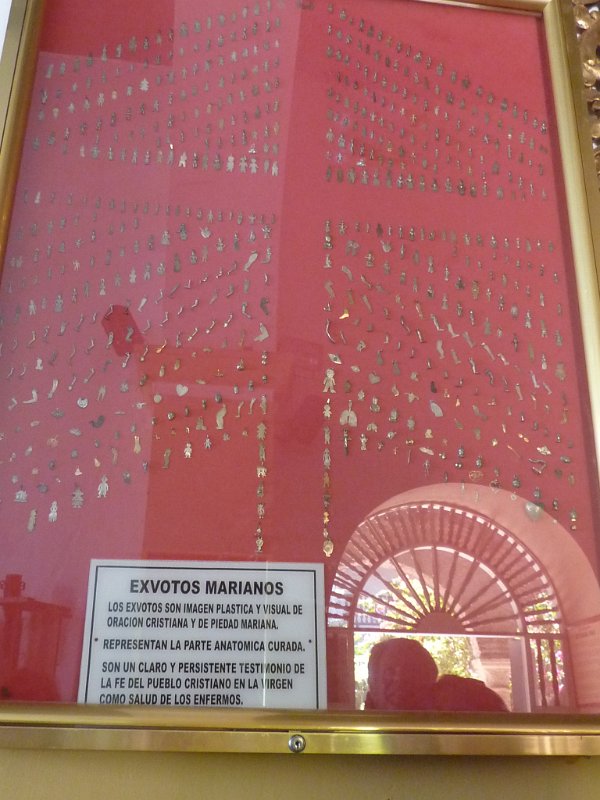 EXVOTOS MARIANOS
LOS EXVOTOS SON IMAGEN PLASTICA Y VISUAL DE
ORACION CRISTIANA Y DE PIEDAD MARIANA.
" REPRESENTAN LA PARTE ANATOMICA CURADA. "
SON UN CLARO Y PERSISTENTE TESTIMONIO DE
LA FE DEL PUEBLO CRISTIANO EN LA VIRGEN
COMO SALUD DE LOS ENFERMOS.